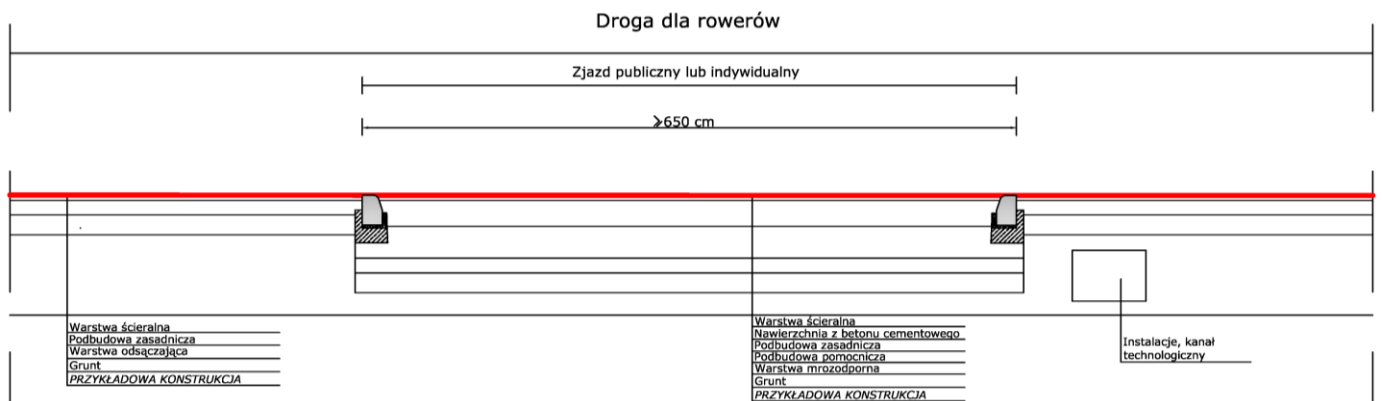 Droga dla rowerów
Zjazd publiczny lub indywidualny
⩾650 cm
Warstwa ścieralna
Podbudowa zasadnicza
Warstwa odsączająca
Grunt
PRZYKŁADOWA KONSTRUKCJA
Warstwa ścieralna
Nawierzchnia z betonu cementowego
Podbudowa zasadnicza
Podbudowa pomocnicza
Warstwa mrozodporna
Grunt
PRZYKŁADOWA KONSTRUKCJA
Instalacje, kanał
technologiczny